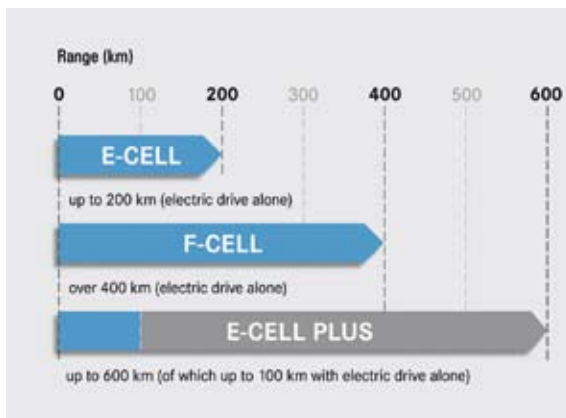 Range (km)
0 100 200 300 400 500 600
E-CELL
up to 200 km (electric drive alone)
F-CELL
over 400 km (electric drive alone)
E-CELL PLUS
up to 600 km (of which up to 100 km with electric drive alone)